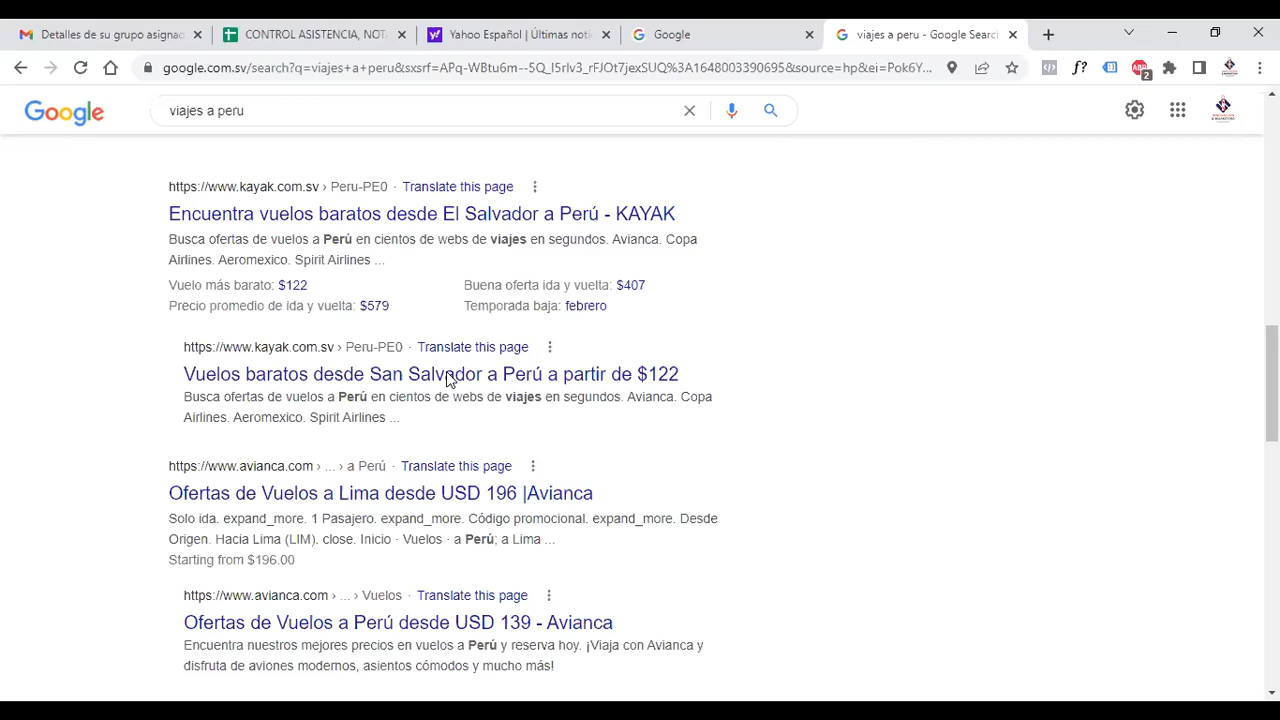 Detalles de su grupo asignac
CONTROL ASISTENCIA, NOT
Yahoo Español | Últimas noti
Google
viajes a peru - Google Search
google.com.sv/search?q=viajes+a+peru&sxsrf=APq-WBtu6m--5Q_I5rIv3_rFJOt7jexSUQ%3A1648003390695&source=hp&ei=Pok6Y...
f?
2
Google
viajes a peru
https://www.kayak.com.sv › Peru-PE0 · Translate this page
Encuentra vuelos baratos desde El Salvador a Perú - KAYAK
Busca ofertas de vuelos a Perú en cientos de webs de viajes en segundos. Avianca. Copa
Airlines. Aeromexico. Spirit Airlines ...
Vuelo más barato: $122 Buena oferta ida y vuelta: $407
Precio promedio de ida y vuelta: $579 Temporada baja: febrero
https://www.kayak.com.sv › Peru-PE0 · Translate this page
Vuelos baratos desde San Salvador a Perú a partir de $122
Busca ofertas de vuelos a Perú en cientos de webs de viajes en segundos. Avianca. Copa
Airlines. Aeromexico. Spirit Airlines ...
https://www.avianca.com › ... › a Perú · Translate this page
Ofertas de Vuelos a Lima desde USD 196 |Avianca
Solo ida. expand_more. 1 Pasajero. expand_more. Código promocional. expand_more. Desde
Origen. Hacia Lima (LIM). close. Inicio · Vuelos · a Perú; a Lima ...
Starting from $196.00
https://www.avianca.com › ... › Vuelos · Translate this page
Ofertas de Vuelos a Perú desde USD 139 - Avianca
Encuentra nuestros mejores precios en vuelos a Perú y reserva hoy. ¡Viaja con Avianca y
disfruta de aviones modernos, asientos cómodos y mucho más!